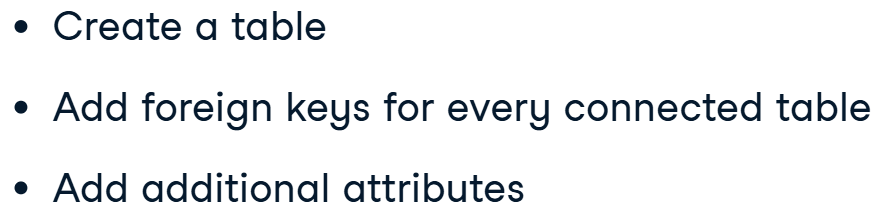 • Create a table
• Add foreign keys for every connected table
• Add additional attributes